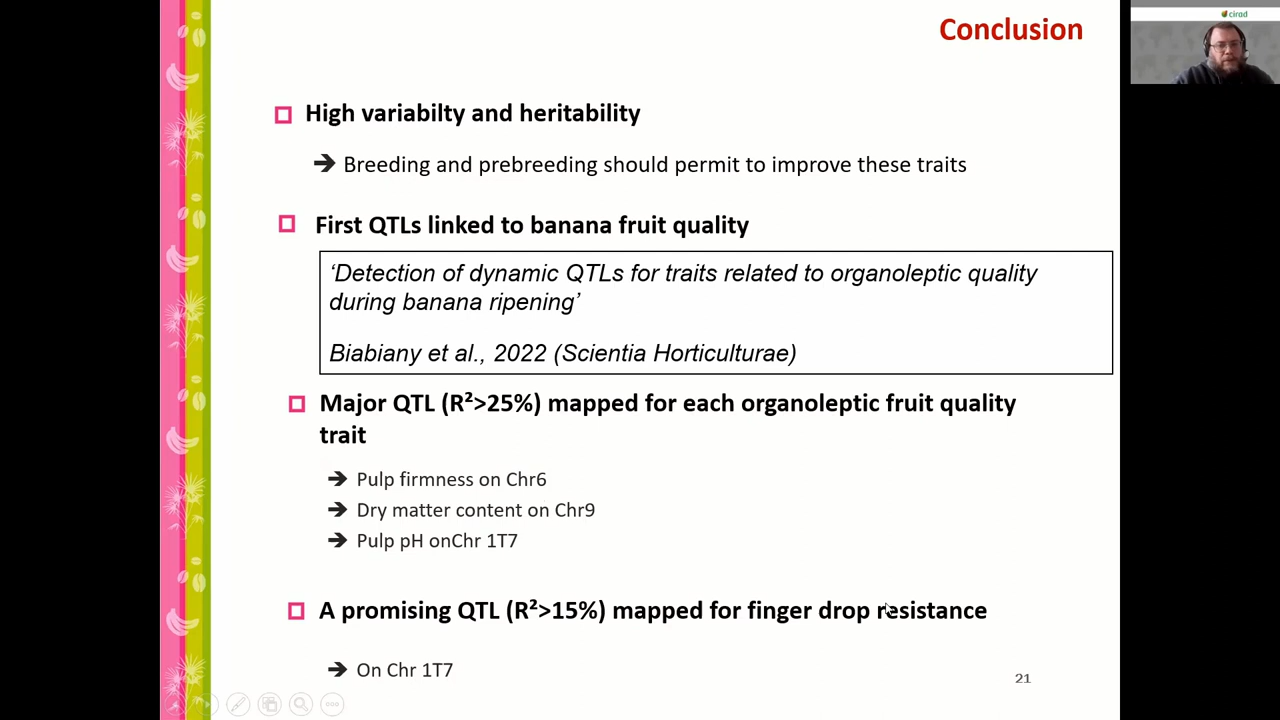 Conclusion
cirad
High variabilty and heritability
➔ Breeding and prebreeding should permit to improve these traits
First QTLs linked to banana fruit quality
‘Detection of dynamic QTLs for traits related to organoleptic quality
during banana ripening’
Biabiany et al., 2022 (Scientia Horticulturae)
Major QTL (R²>25%) mapped for each organoleptic fruit quality
trait
➔ Pulp firmness on Chr6
➔ Dry matter content on Chr9
➔ Pulp pH onChr 1T7
A promising QTL (R²>15%) mapped for finger drop resistance
➔ On Chr 1T7
21